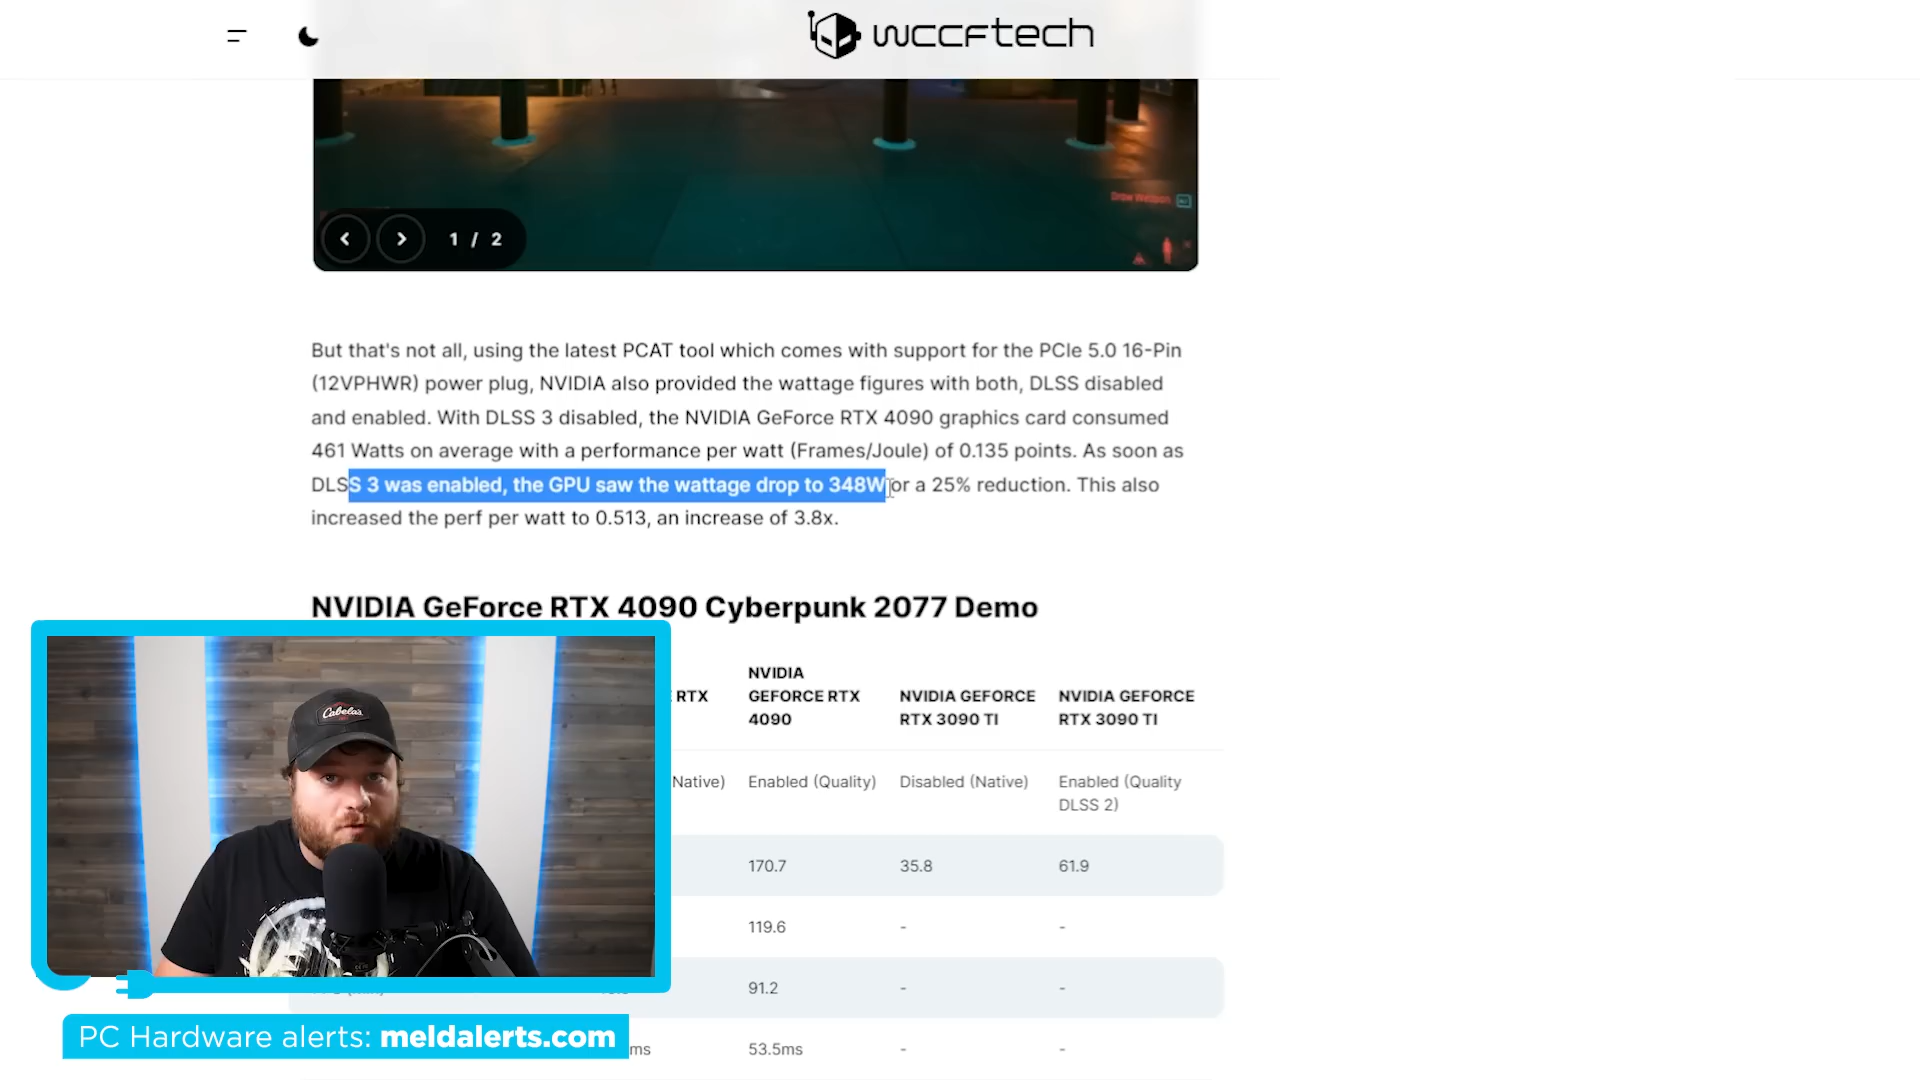 wccftech
Draw Weapon
1 / 2
But that's not all, using the latest PCAT tool which comes with support for the PCIe 5.0 16-Pin
(12VPHWR) power plug, NVIDIA also provided the wattage figures with both, DLSS disabled
and enabled. With DLSS 3 disabled, the NVIDIA GeForce RTX 4090 graphics card consumed
461 Watts on average with a performance per watt (Frames/Joule) of 0.135 points. As soon as
DLSS 3 was enabled, the GPU saw the wattage drop to 348W or a 25% reduction. This also
increased the perf per watt to 0.513, an increase of 3.8x.
NVIDIA GeForce RTX 4090 Cyberpunk 2077 Demo
RTX
NVIDIA
GEFORCE RTX
4090
NVIDIA GEFORCE
RTX 3090 TI
NVIDIA GEFORCE
RTX 3090 TI
Native)
Enabled (Quality)
Disabled (Native)
Enabled (Quality
DLSS 2)
170.7
35.8
61.9
119.6
-
-
91.2
-
-
ms
53.5ms
-
-
Cabela's
PC Hardware alerts: meldalerts.com